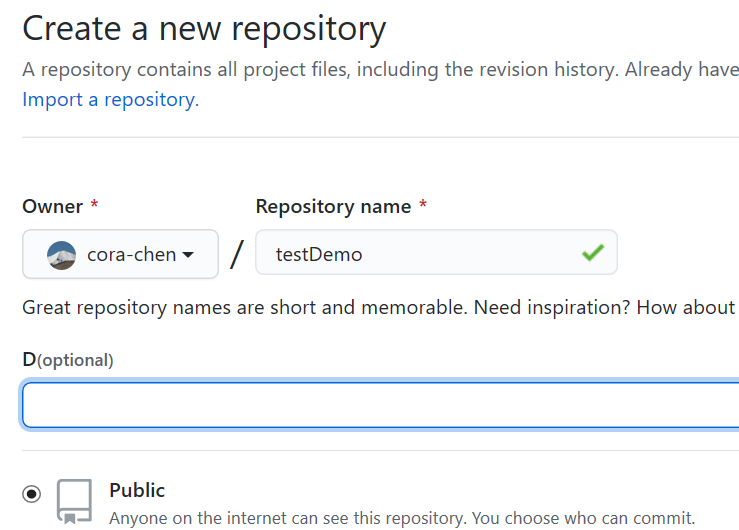 Create a new repository
A repository contains all project files, including the revision history. Already have
Import a repository.
Owner * Repository name *
cora-chen / testDemo
Great repository names are short and memorable. Need inspiration? How about
D(optional)
Public
Anyone on the internet can see this repository. You choose who can commit.